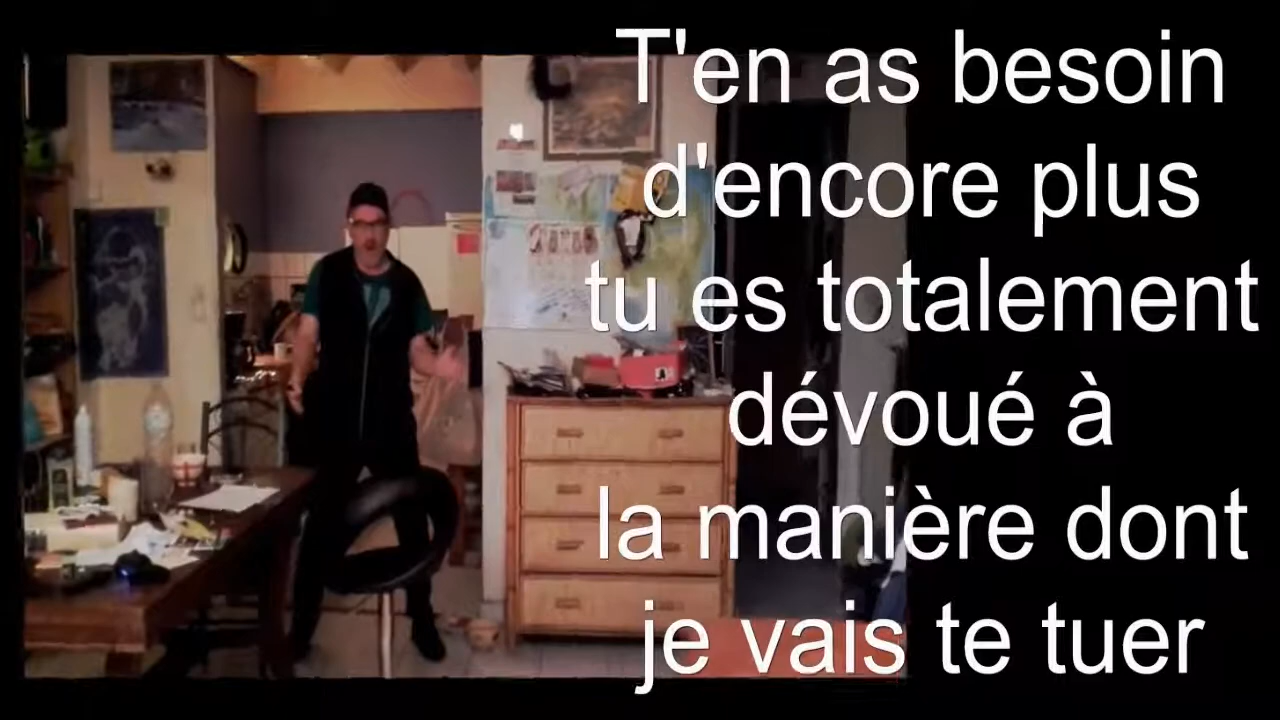 T'en as besoin
d'encore plus
tu es totalement
dévoué à
la manière dont
je vais te tuer